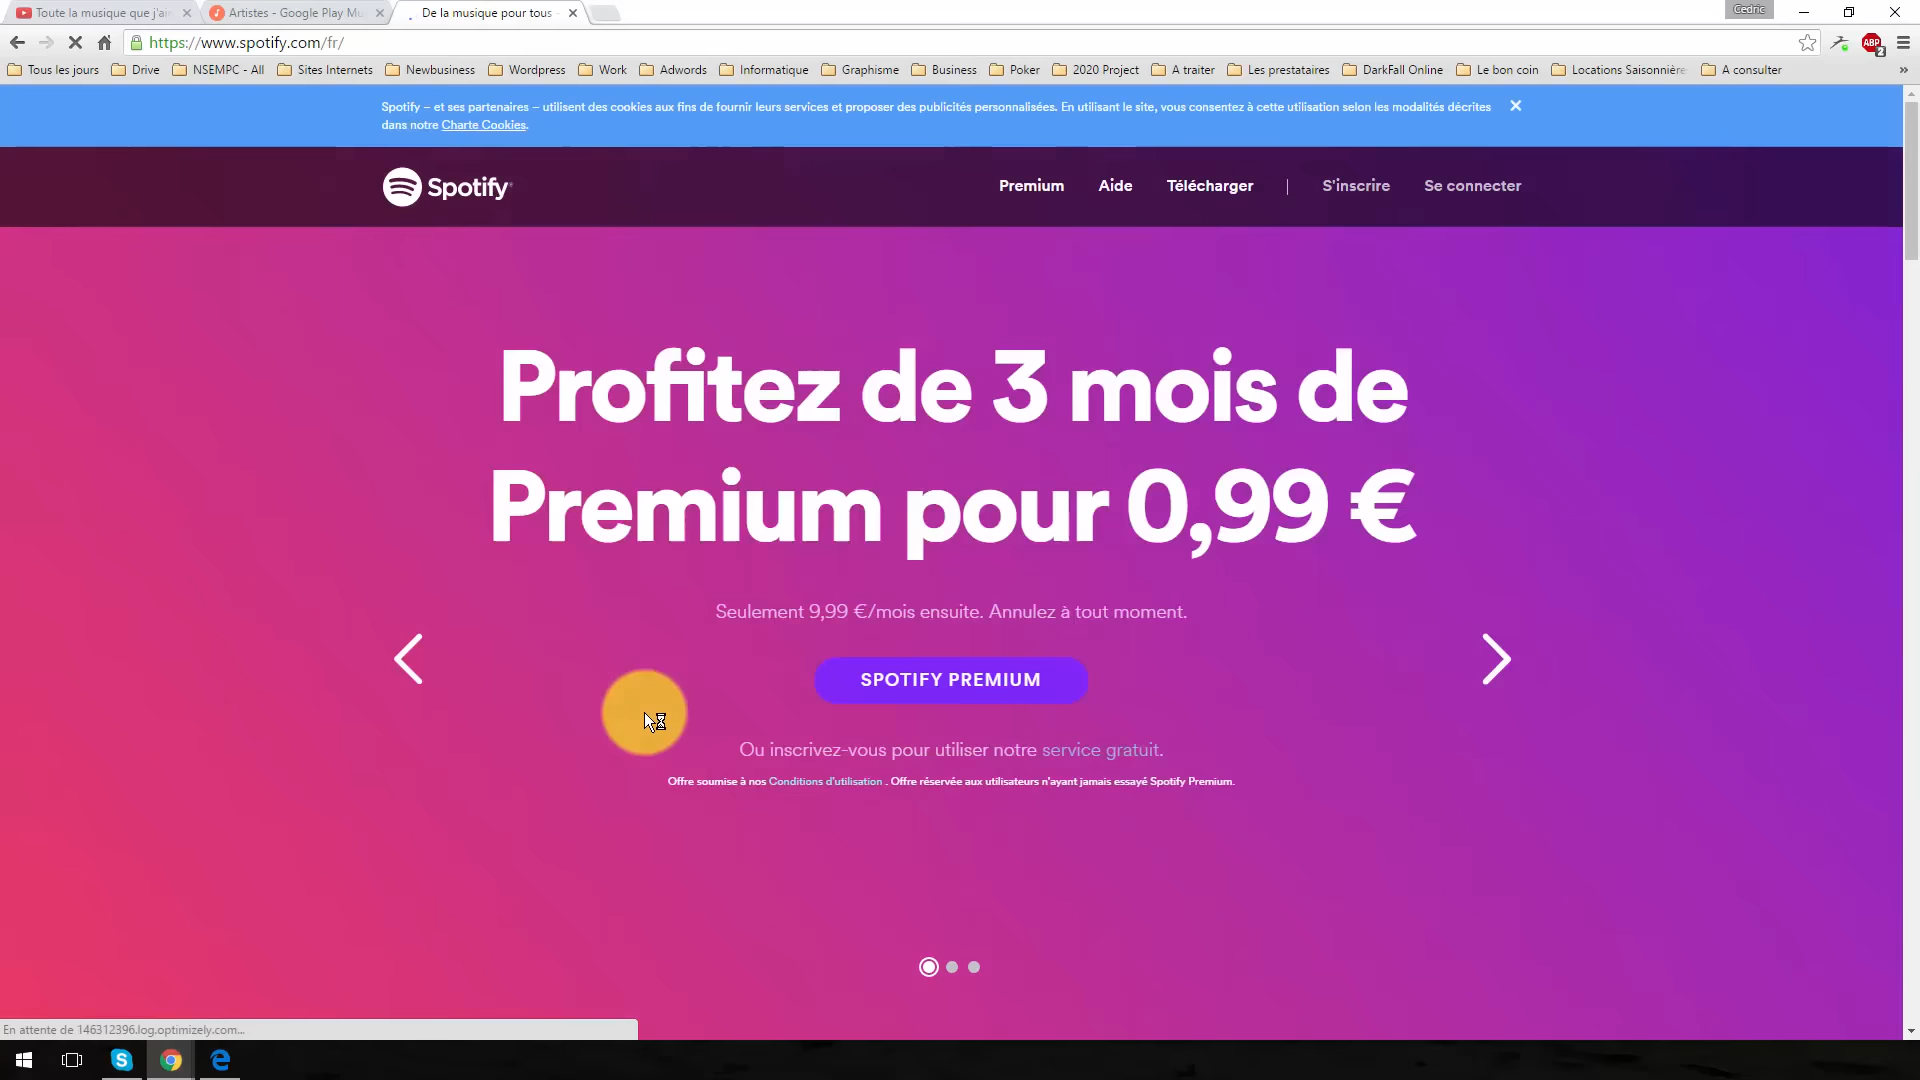 Toute la musique que j'ai
Artistes - Google Play Mu
De la musique pour tous -
Cedric
https://www.spotify.com/fr/
ABP
2
Tous les jours
Drive
NSEMPC - All
Sites Internets
Newbusiness
Wordpress
Work
Adwords
Informatique
Graphisme
Business
Poker
2020 Project
A traiter
Les prestataires
DarkFall Online
Le bon coin
Locations Saisonnière
A consulter
»
Spotify – et ses partenaires – utilisent des cookies aux fins de fournir leurs services et proposer des publicités personnalisées. En utilisant le site, vous consentez à cette utilisation selon les modalités décrites
dans notre Charte Cookies.
Spotify
Premium
Aide
Télécharger
|
S'inscrire
Se connecter
Profitez de 3 mois de
Premium pour 0,99 €
Seulement 9,99 €/mois ensuite. Annulez à tout moment.
SPOTIFY PREMIUM
Ou inscrivez-vous pour utiliser notre service gratuit.
Offre soumise à nos Conditions d'utilisation . Offre réservée aux utilisateurs n'ayant jamais essayé Spotify Premium.
En attente de 146312396.log.optimizely.com...